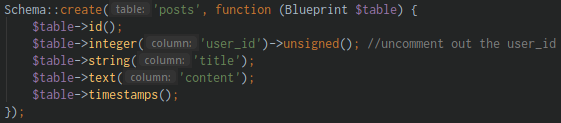 Schema::create( table: 'posts', function (Blueprint $table) {
    $table->id();
    $table->integer( column: 'user_id')->unsigned(); //uncomment out the user_id
    $table->string( column: 'title');
    $table->text( column: 'content');
    $table->timestamps();
});